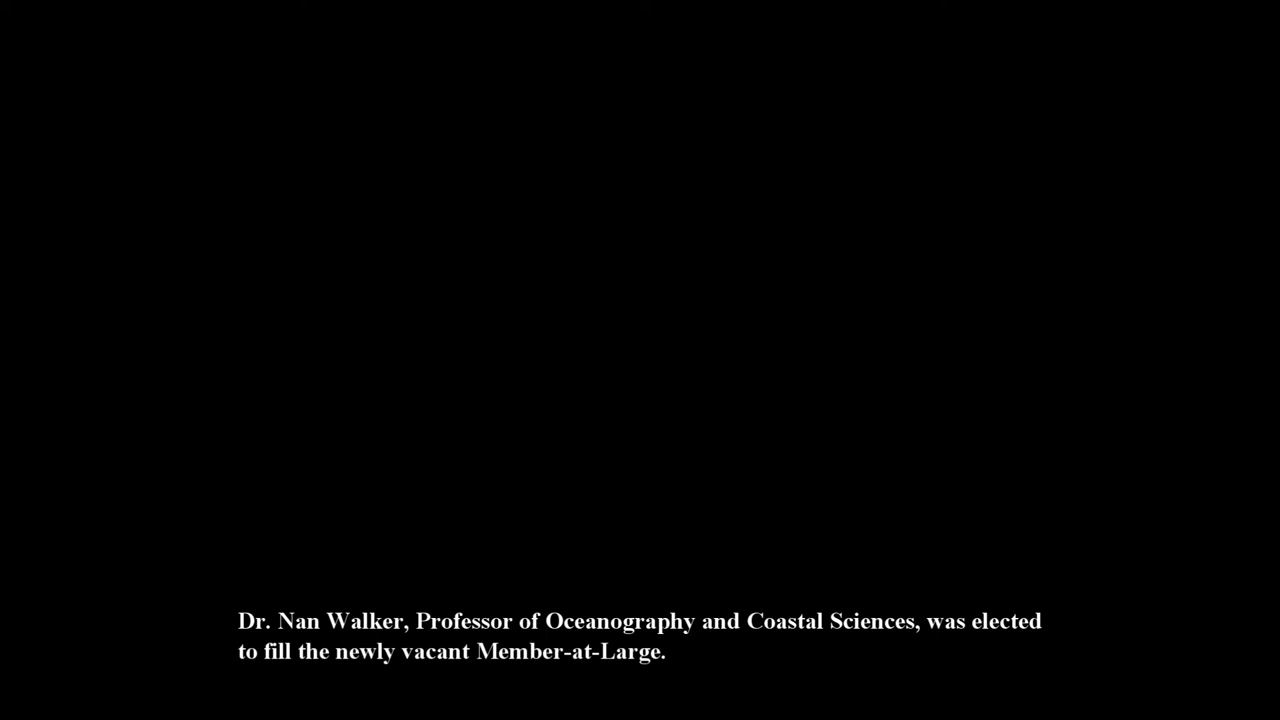 Dr. Nan Walker, Professor of Oceanography and Coastal Sciences, was elected
to fill the newly vacant Member-at-Large.